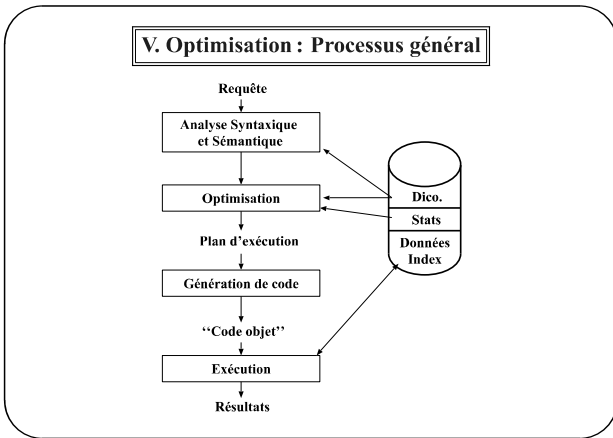 V. Optimisation : Processus général
Requête
Analyse Syntaxique
et Sémantique
Optimisation
Plan d’exécution
Génération de code
‘‘Code objet’’
Exécution
Résultats
Dico.
Stats
Données
Index